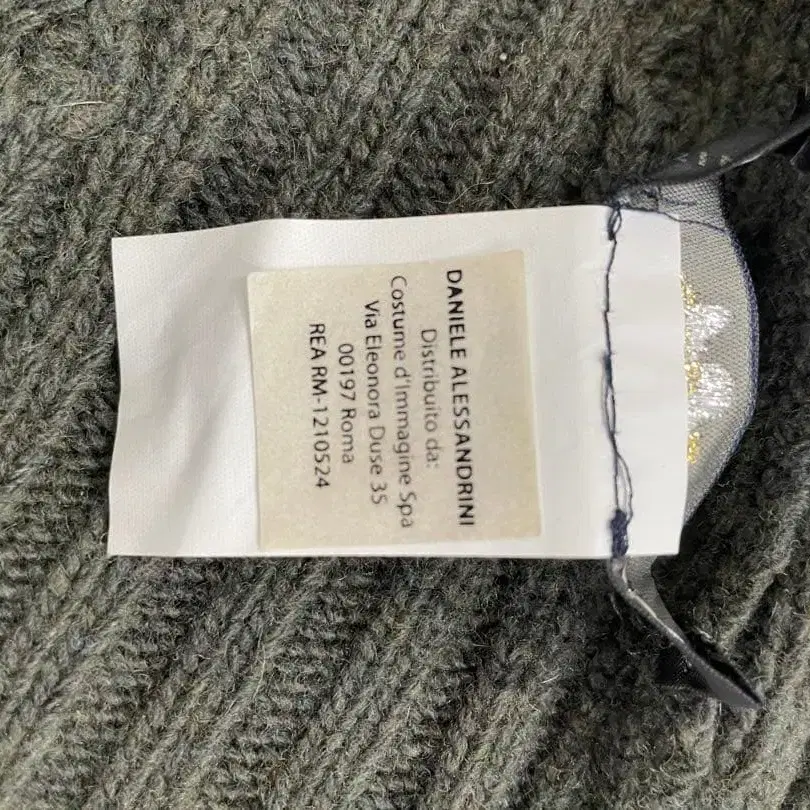 DANIELE ALESSANDRINI
Distribuito da:
Costume d'Immagine Spa
Via Eleonora Duse 35
00197 Roma
REA RM-1210524